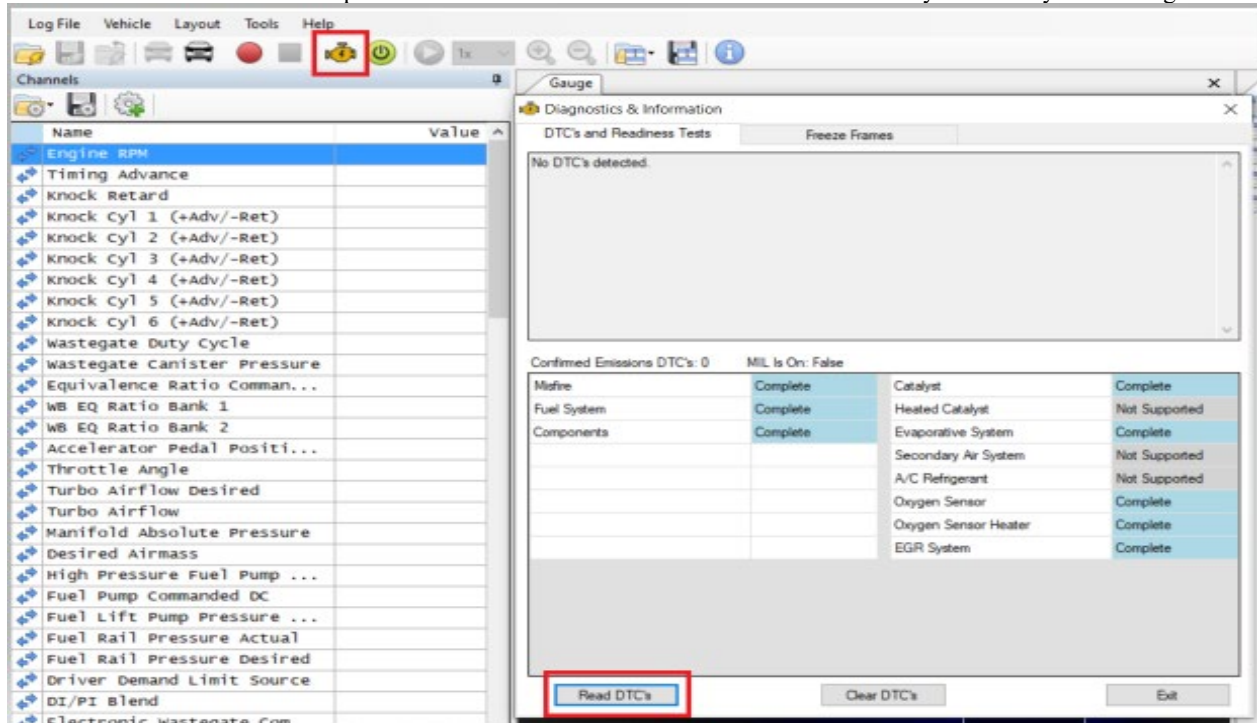 Log File Vehicle Layout Tools Help
1x
Channels
Gauge
Name Value
Engine RPM
Timing Advance
Knock Retard
Knock Cyl 1 (+Adv/-Ret)
Knock Cyl 2 (+Adv/-Ret)
Knock Cyl 3 (+Adv/-Ret)
Knock Cyl 4 (+Adv/-Ret)
Knock Cyl 5 (+Adv/-Ret)
Knock Cyl 6 (+Adv/-Ret)
Wastegate Duty Cycle
Wastegate Canister Pressure
Equivalence Ratio Comman...
WB EQ Ratio Bank 1
WB EQ Ratio Bank 2
Accelerator Pedal Positi...
Throttle Angle
Turbo Airflow Desired
Turbo Airflow
Manifold Absolute Pressure
Desired Airmass
High Pressure Fuel Pump ...
Fuel Pump Commanded DC
Fuel Lift Pump Pressure ...
Fuel Rail Pressure Actual
Fuel Rail Pressure Desired
Driver Demand Limit Source
DI/PI Blend
Electronic Wastegate Com
Diagnostics & Information
DTC's and Readiness Tests Freeze Frames
No DTC's detected.
Confirmed Emissions DTC's: 0 MIL Is On: False
Misfire Complete Catalyst Complete
Fuel System Complete Heated Catalyst Not Supported
Components Complete Evaporative System Complete
Secondary Air System Not Supported
A/C Refrigerant Not Supported
Oxygen Sensor Complete
Oxygen Sensor Heater Complete
EGR System Complete
Read DTC's Clear DTC's Exit